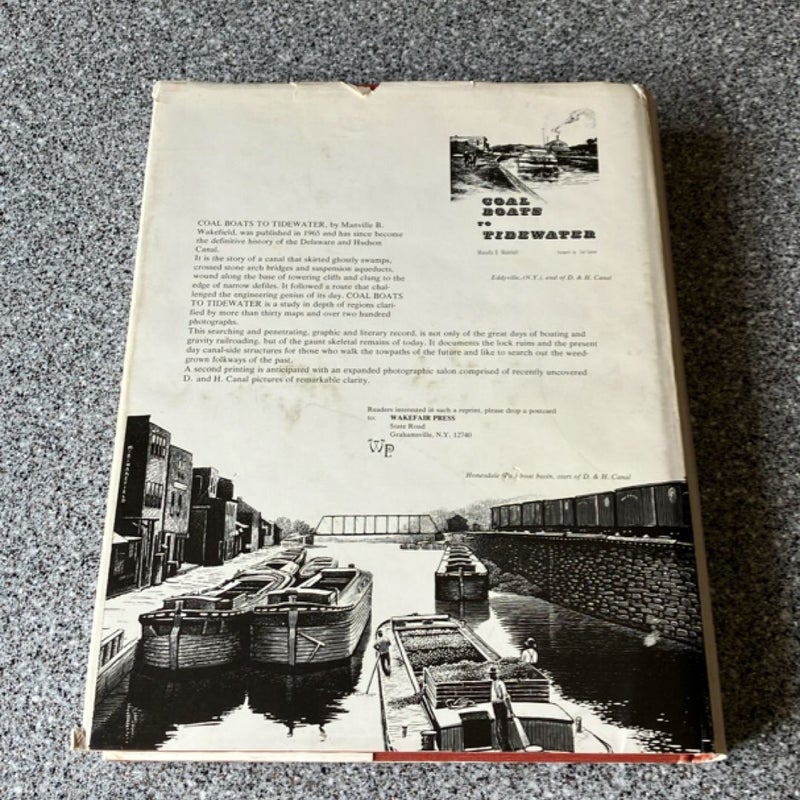 COAL
BOATS
TO
TIDEWATER
Manville B. Wakefield
Eddyville, (N.Y.), end of D. & H. Canal
COAL BOATS TO TIDEWATER, by Manville B.
Wakefield, was published in 1965 and has since become
the definitive history of the Delaware and Hudson
Canal.
It is the story of a canal that skirted ghostly swamps,
crossed stone arch bridges and suspension aqueducts,
wound along the base of towering cliffs and clung to the
edge of narrow defiles. It followed a route that chal-
lenged the engineering genius of its day. COAL BOATS
TO TIDEWATER is a study in depth of regions clari-
fied by more than thirty maps and over two hundred
photographs.
This searching and penetrating, graphic and literary record, is not only of the great days of boating and
gravity railroading, but of the gaunt skeletal remains of today. It documents the lock ruins and the present
day canal-side structures for those who walk the towpaths of the future and like to search out the weed-
grown folkways of the past.
A second printing is anticipated with an expanded photographic salon comprised of recently uncovered
D. and H. Canal pictures of remarkable clarity.
Readers interested in such a reprint, please drop a postcard
to: WAKEFAIR PRESS
State Road
Grahamsville, N.Y. 12740
WP
Honesdale (Pa.) boat basin, start of D. & H. Canal